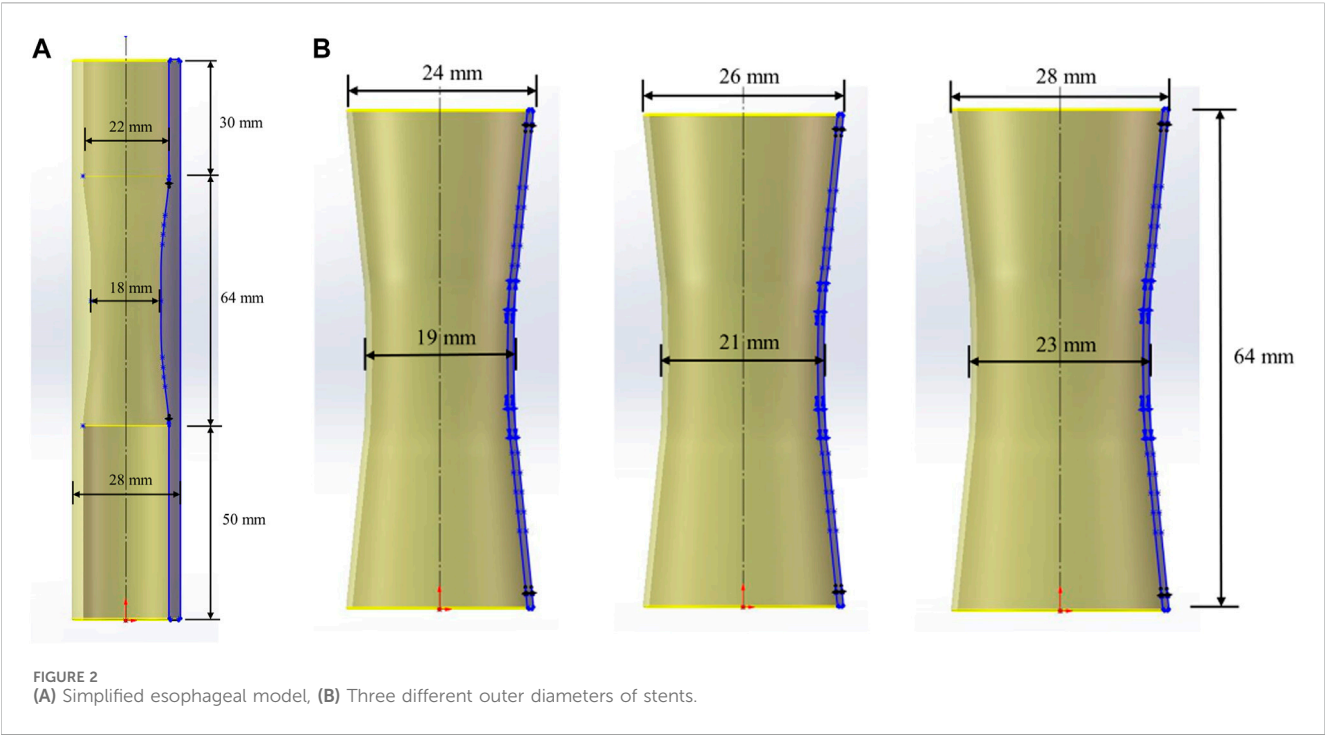 A
B
22 mm
30 mm
18 mm
64 mm
28 mm
50 mm
24 mm
26 mm
28 mm
19 mm
21 mm
23 mm
64 mm
FIGURE 2
(A) Simplified esophageal model, (B) Three different outer diameters of stents.